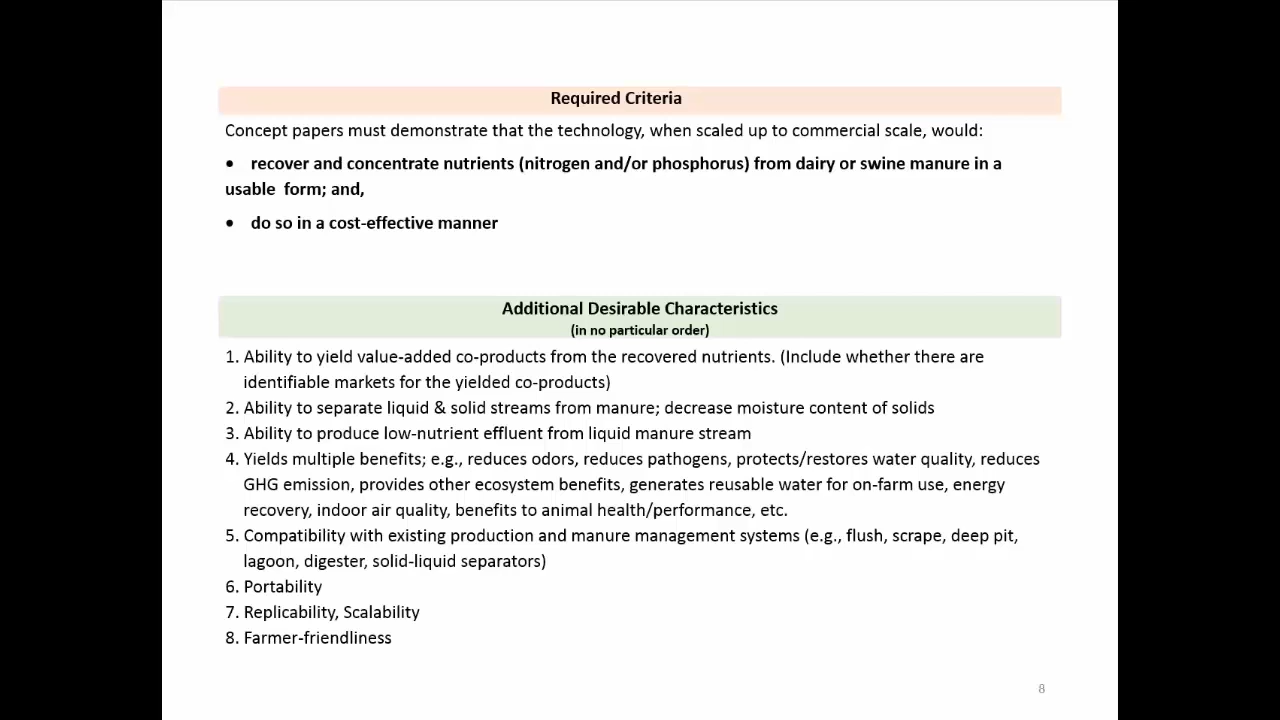 Required Criteria
Concept papers must demonstrate that the technology, when scaled up to commercial scale, would:
• recover and concentrate nutrients (nitrogen and/or phosphorus) from dairy or swine manure in a
usable form; and,
• do so in a cost-effective manner
Additional Desirable Characteristics
(in no particular order)
1. Ability to yield value-added co-products from the recovered nutrients. (Include whether there are
identifiable markets for the yielded co-products)
2. Ability to separate liquid & solid streams from manure; decrease moisture content of solids
3. Ability to produce low-nutrient effluent from liquid manure stream
4. Yields multiple benefits; e.g., reduces odors, reduces pathogens, protects/restores water quality, reduces
GHG emission, provides other ecosystem benefits, generates reusable water for on-farm use, energy
recovery, indoor air quality, benefits to animal health/performance, etc.
5. Compatibility with existing production and manure management systems (e.g., flush, scrape, deep pit,
lagoon, digester, solid-liquid separators)
6. Portability
7. Replicability, Scalability
8. Farmer-friendliness
8